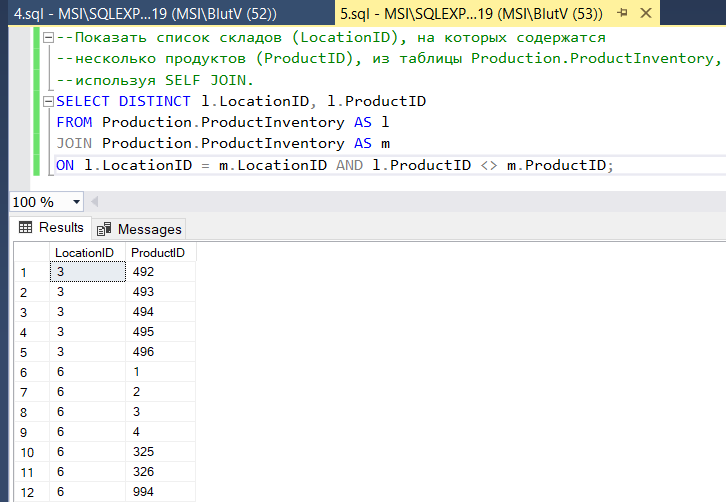 4.sql - MSI\SQLEXP...19 (MSI\BlutV (52)) 5.sql - MSI\SQLEXP...19 (MSI\BlutV (53))
--Показать список складов (LocationID), на которых содержатся
--несколько продуктов (ProductID), из таблицы Production.ProductInventory,
--используя SELF JOIN.
SELECT DISTINCT l.LocationID, l.ProductID
FROM Production.ProductInventory AS l
JOIN Production.ProductInventory AS m
ON l.LocationID = m.LocationID AND l.ProductID <> m.ProductID;
100 %
Results Messages
LocationID ProductID
1 3 492
2 3 493
3 3 494
4 3 495
5 3 496
6 6 1
7 6 2
8 6 3
9 6 4
10 6 325
11 6 326
12 6 994